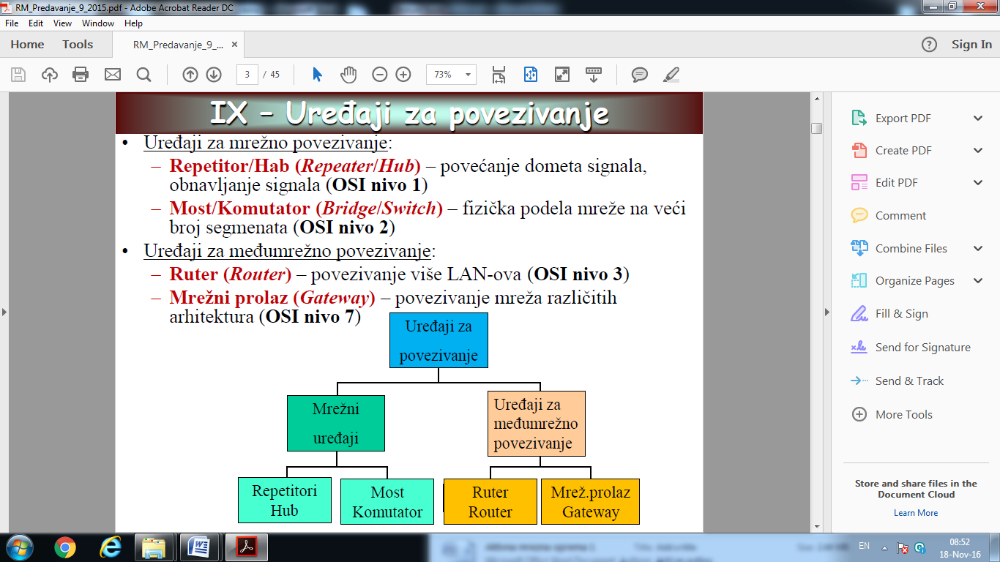 RM_Predavanje_9_2015.pdf - Adobe Acrobat Reader DC
File Edit View Window Help
Home Tools RM_Predavanje_9_... × Sign In
3 / 45 73%
IX – Uređaji za povezivanje
• Uređaji za mrežno povezivanje:
– Repetitor/Hab (Repeater/Hub) – povećanje dometa signala,
obnavljanje signala (OSI nivo 1)
– Most/Komutator (Bridge/Switch) – fizička podela mreže na veći
broj segmenata (OSI nivo 2)
• Uređaji za međumrežno povezivanje:
– Ruter (Router) – povezivanje više LAN-ova (OSI nivo 3)
– Mrežni prolaz (Gateway) – povezivanje mreža različitih
arhitektura (OSI nivo 7)
Uređaji za
povezivanje
Mrežni
uređaji
Uređaji za
međumrežno
povezivanje
Repetitori
Hub
Most
Komutator
Ruter
Router
Mrež.prolaz
Gateway
Export PDF
Create PDF
Edit PDF
Comment
Combine Files
Organize Pages
Fill & Sign
Send for Signature
Send & Track
More Tools
Store and share files in the
Document Cloud
Learn More
EN
08:52
18-Nov-16